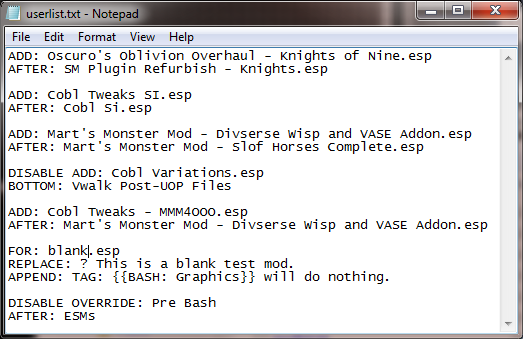 userlist.txt - Notepad
File Edit Format View Help
ADD: Oscuro's Oblivion Overhaul - Knights of Nine.esp
AFTER: SM Plugin Refurbish - Knights.esp
ADD: Cobl Tweaks SI.esp
AFTER: Cobl Si.esp
ADD: Mart's Monster Mod - Divserse Wisp and VASE Addon.esp
AFTER: Mart's Monster Mod - Slof Horses Complete.esp
DISABLE ADD: Cobl Variations.esp
BOTTOM: Vwalk Post-UOP Files
ADD: Cobl Tweaks - MMM4OOO.esp
AFTER: Mart's Monster Mod - Divserse Wisp and VASE Addon.esp
FOR: blank.esp
REPLACE: ? This is a blank test mod.
APPEND: TAG: {{BASH: Graphics}} will do nothing.
DISABLE OVERRIDE: Pre Bash
AFTER: ESMs